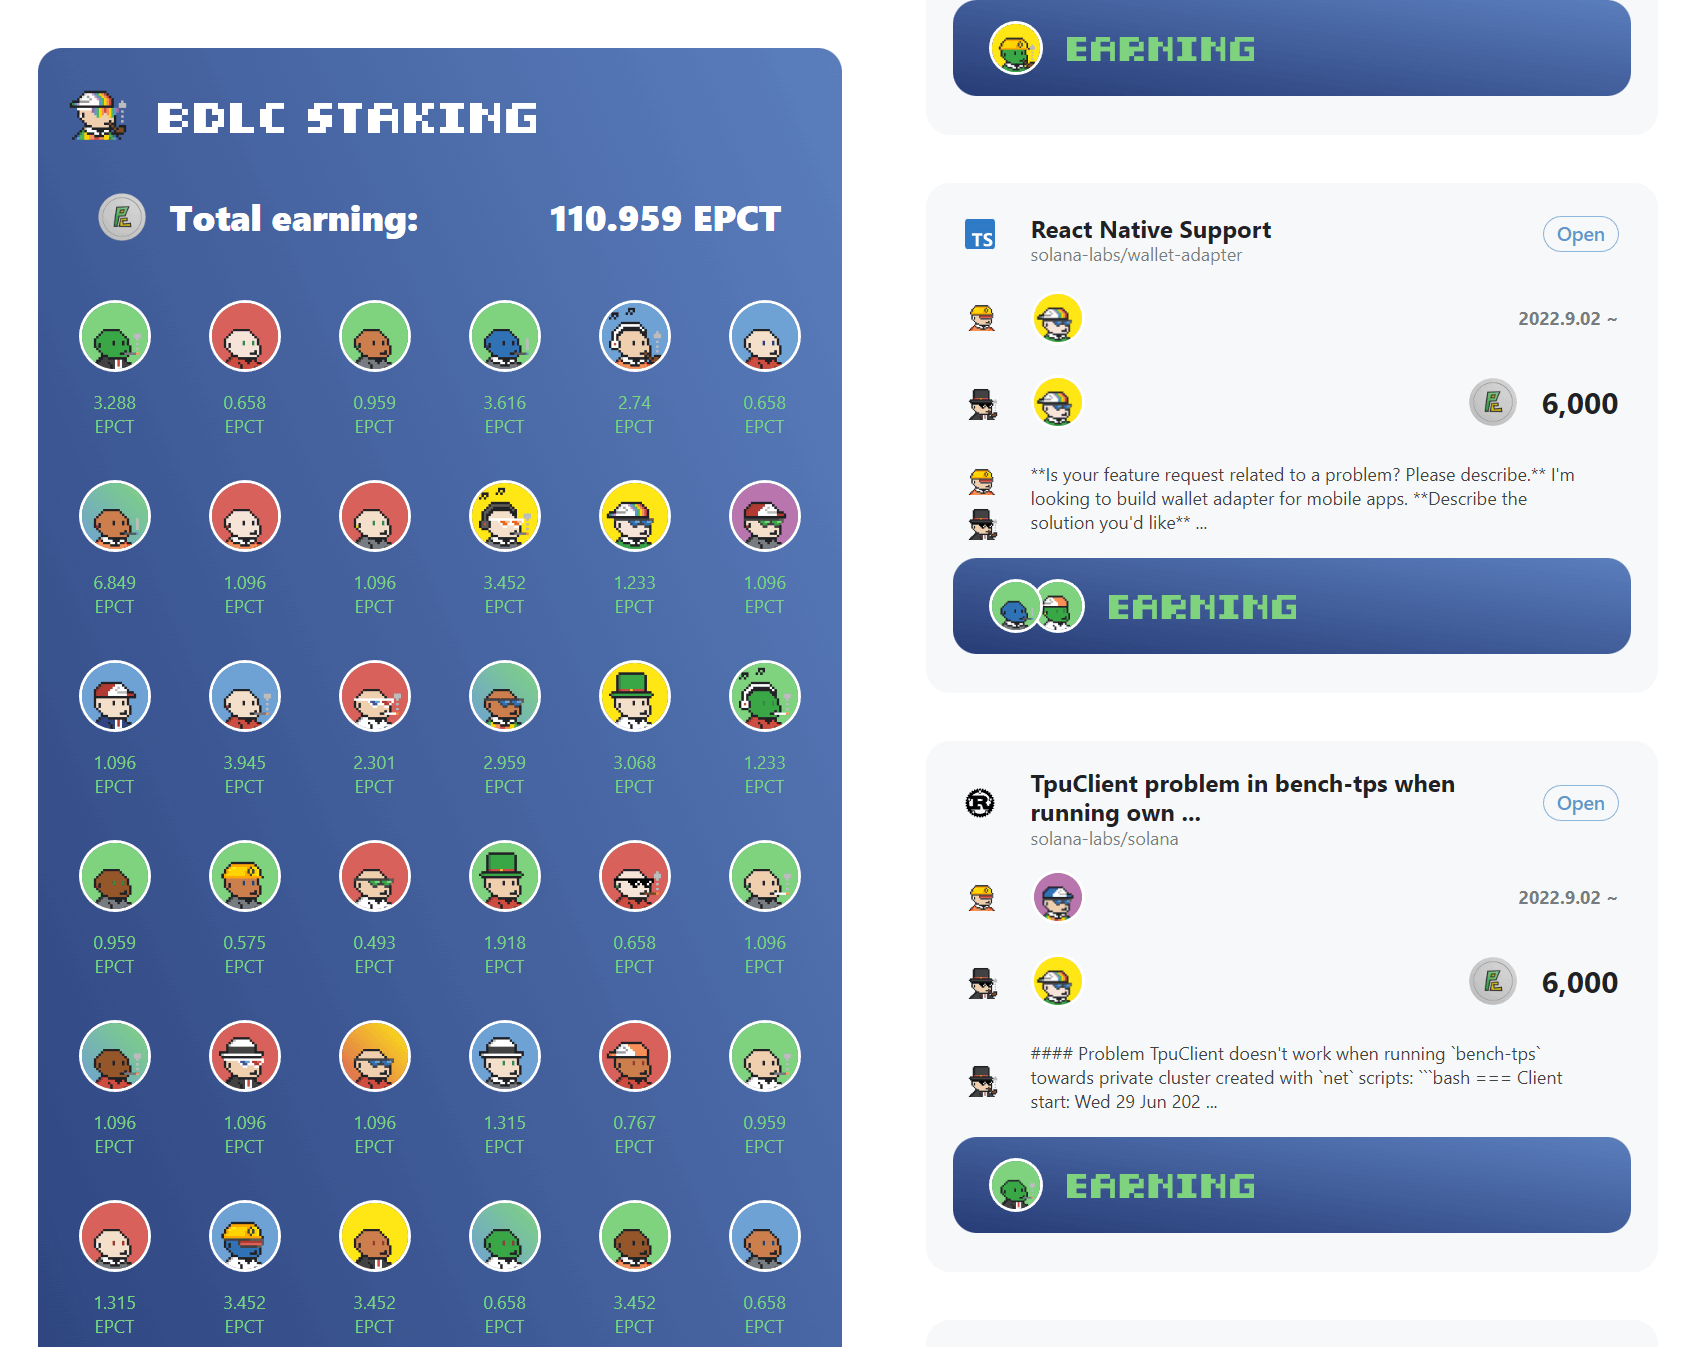 BDLC STAKING
Total earning: 110.959 EPCT
3.288 0.658 0.959 3.616 2.74 0.658
EPCT EPCT EPCT EPCT EPCT EPCT
6.849 1.096 1.096 3.452 1.233 1.096
EPCT EPCT EPCT EPCT EPCT EPCT
1.096 3.945 2.301 2.959 3.068 1.233
EPCT EPCT EPCT EPCT EPCT EPCT
0.959 0.575 0.493 1.918 0.658 1.096
EPCT EPCT EPCT EPCT EPCT EPCT
1.096 1.096 1.096 1.315 0.767 0.959
EPCT EPCT EPCT EPCT EPCT EPCT
1.315 3.452 3.452 0.658 3.452 0.658
EPCT EPCT EPCT EPCT EPCT EPCT
EARNING
TS React Native Support Open
solana-labs/wallet-adapter
2022.9.02 ~
6,000
**Is your feature request related to a problem? Please describe.** I'm
looking to build wallet adapter for mobile apps. **Describe the
solution you'd like** ...
EARNING
TpuClient problem in bench-tps when
running own ...
R Open
solana-labs/solana
2022.9.02 ~
6,000
#### Problem TpuClient doesn't work when running `bench-tps`
towards private cluster created with `net` scripts: ```bash === Client
start: Wed 29 Jun 202 ...
EARNING